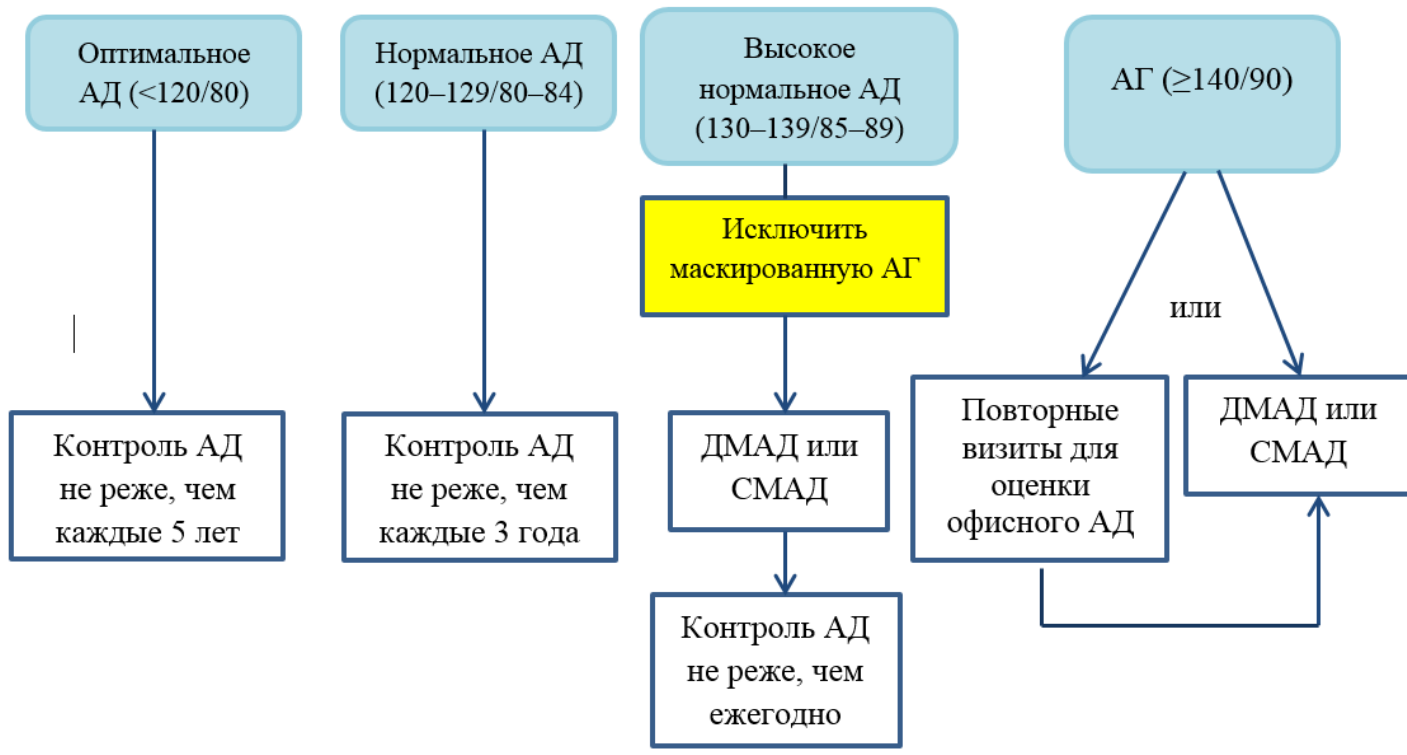 Оптимальное
АД (<120/80)
Контроль АД
не реже, чем
каждые 5 лет
Нормальное АД
(120–129/80–84)
Контроль АД
не реже, чем
каждые 3 года
Высокое
нормальное АД
(130–139/85–89)
Исключить
маскированную АГ
ДМАД или
СМАД
Контроль АД
не реже, чем
ежегодно
АГ (≥140/90)
или
Повторные
визиты для
оценки
офисного АД
ДМАД или
СМАД